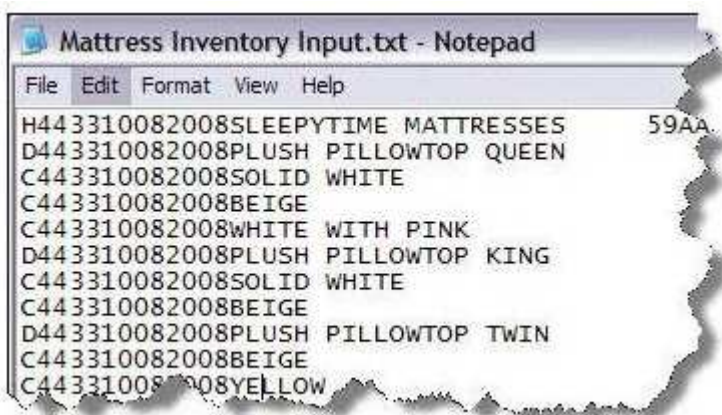 Mattress Inventory Input.txt - Notepad
File Edit Format View Help
H443310082008SLEEPYTIME MATTRESSES 59AA
D443310082008PLUSH PILLOWTOP QUEEN
C443310082008SOLID WHITE
C443310082008BEIGE
C443310082008WHITE WITH PINK
D443310082008PLUSH PILLOWTOP KING
C443310082008SOLID WHITE
C443310082008BEIGE
D443310082008PLUSH PILLOWTOP TWIN
C443310082008BEIGE
C443310082008YELLOW